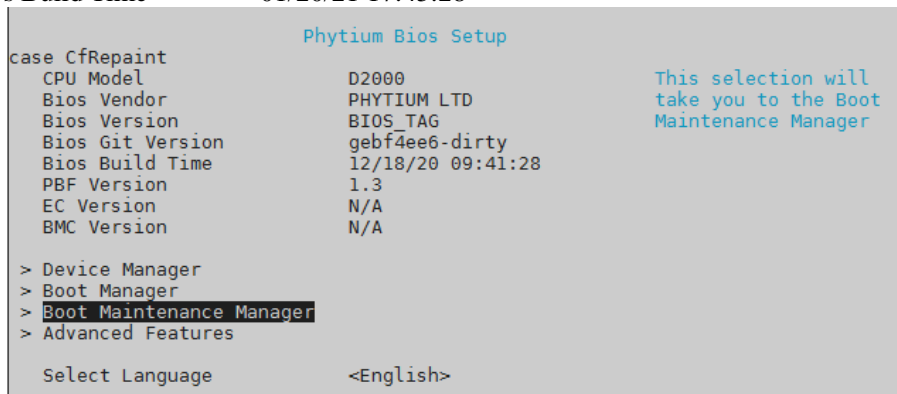 Phytium Bios Setup
case CfRepaint
CPU Model D2000 This selection will
Bios Vendor PHYTIUM LTD take you to the Boot
Bios Version BIOS_TAG Maintenance Manager
Bios Git Version gebf4ee6-dirty
Bios Build Time 12/18/20 09:41:28
PBF Version 1.3
EC Version N/A
BMC Version N/A
> Device Manager
> Boot Manager
> Boot Maintenance Manager
> Advanced Features
Select Language <English>